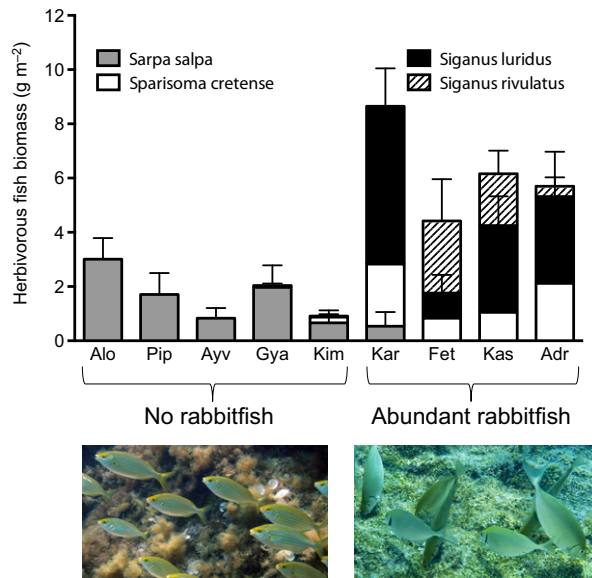 Herbivorous fish biomass (g m⁻²)
12
10
8
6
4
2
0
Sarpa salpa
Sparisoma cretense
Siganus luridus
Siganus rivulatus
Alo Pip Ayv Gya Kim Kar Fet Kas Adr
No rabbitfish Abundant rabbitfish